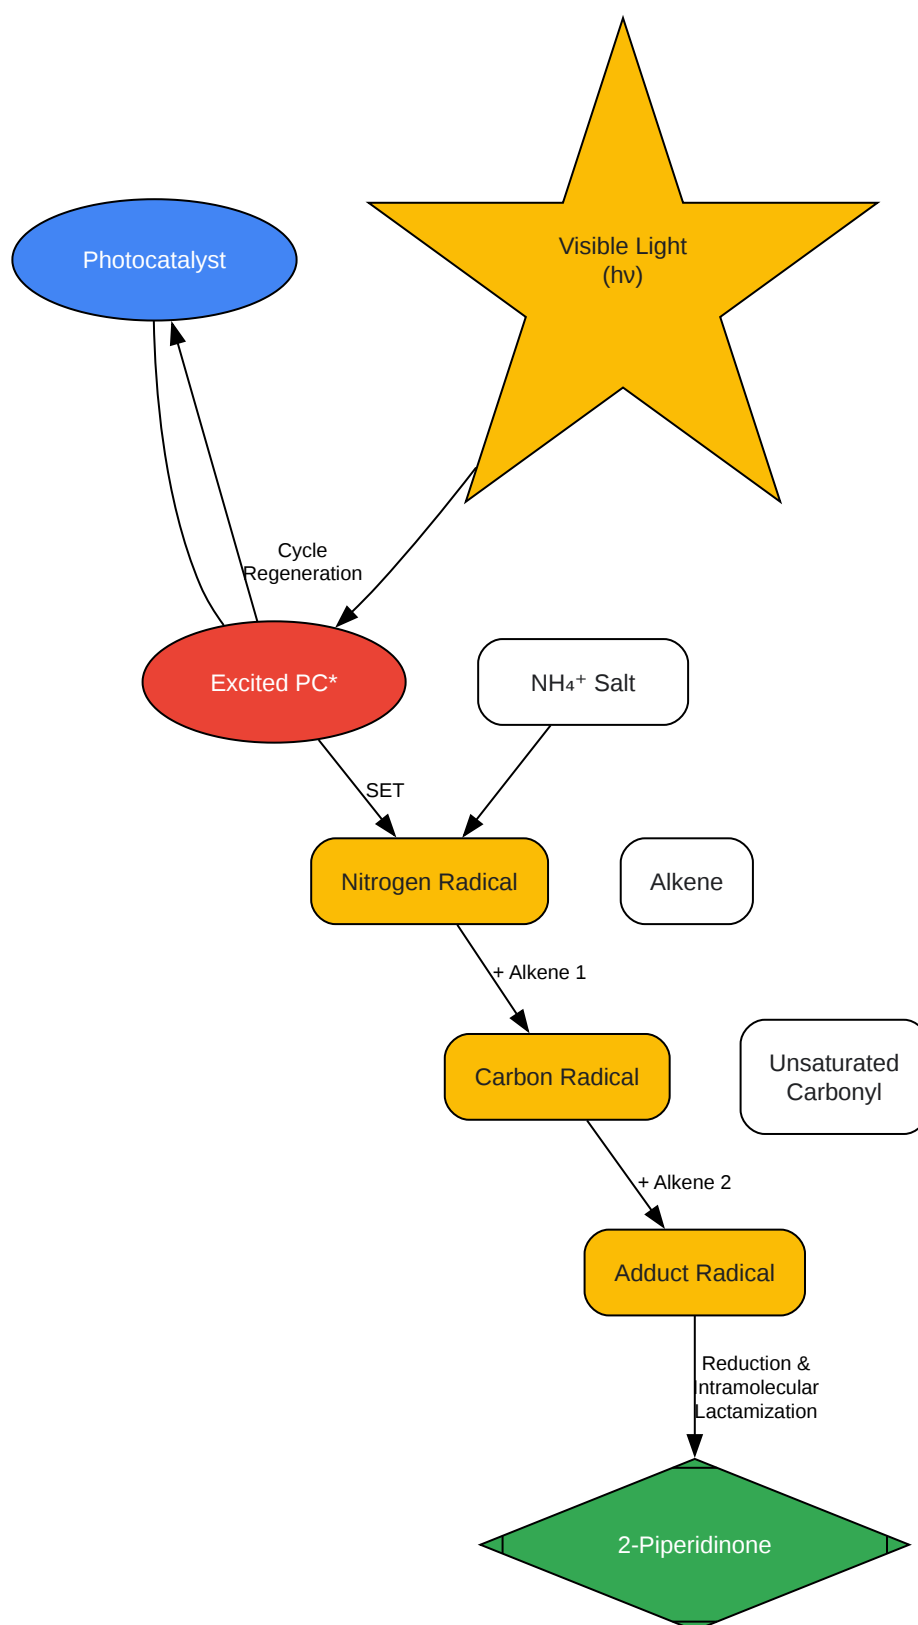 Visible Light
(hν)
Photocatalyst
Cycle
Regeneration
Excited PC*
NH₄⁺ Salt
SET
Nitrogen Radical
Alkene
+ Alkene 1
Carbon Radical
Unsaturated
Carbonyl
+ Alkene 2
Adduct Radical
Reduction &
Intramolecular
Lactamization
2-Piperidinone